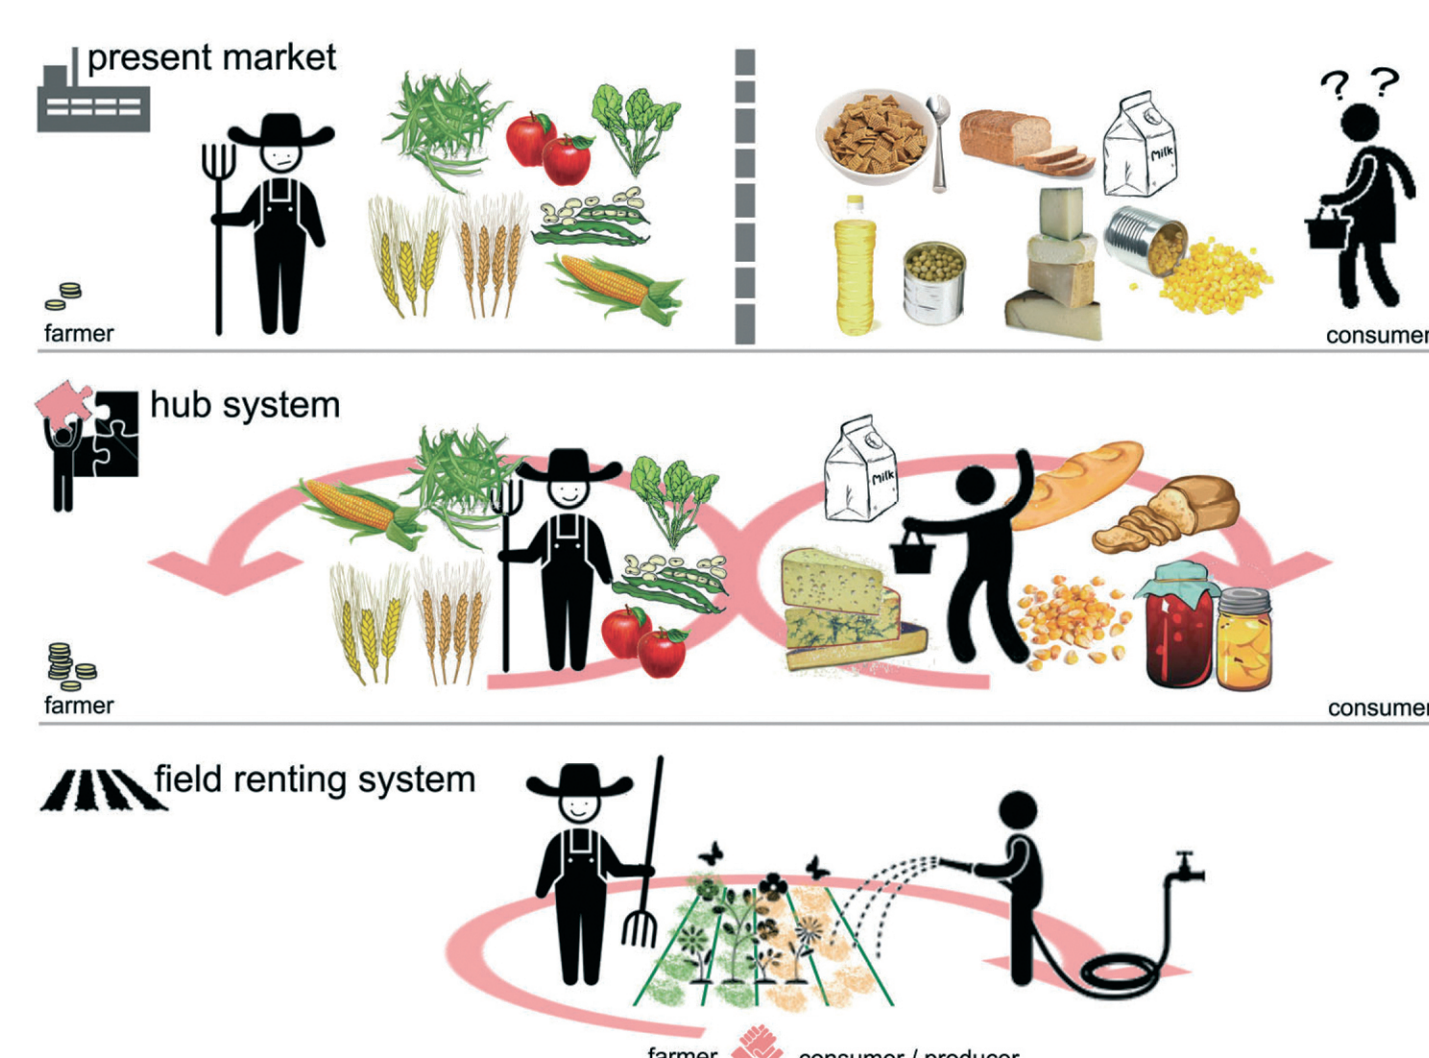 present market
? ?
Milk
farmer
consumer
hub system
Milk
farmer
consumer
field renting system
farmer consumer / producer